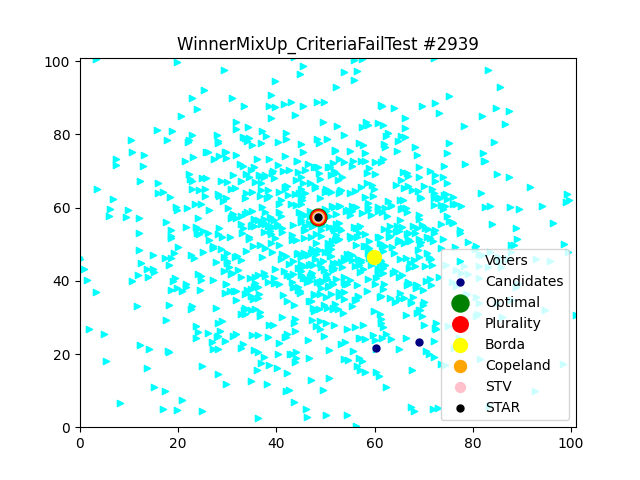 WinnerMixUp_CriteriaFailTest #2939
100
80
60
40
20
0
0
20
40
60
80
100
Voters
Candidates
Optimal
Plurality
Borda
Copeland
STV
STAR